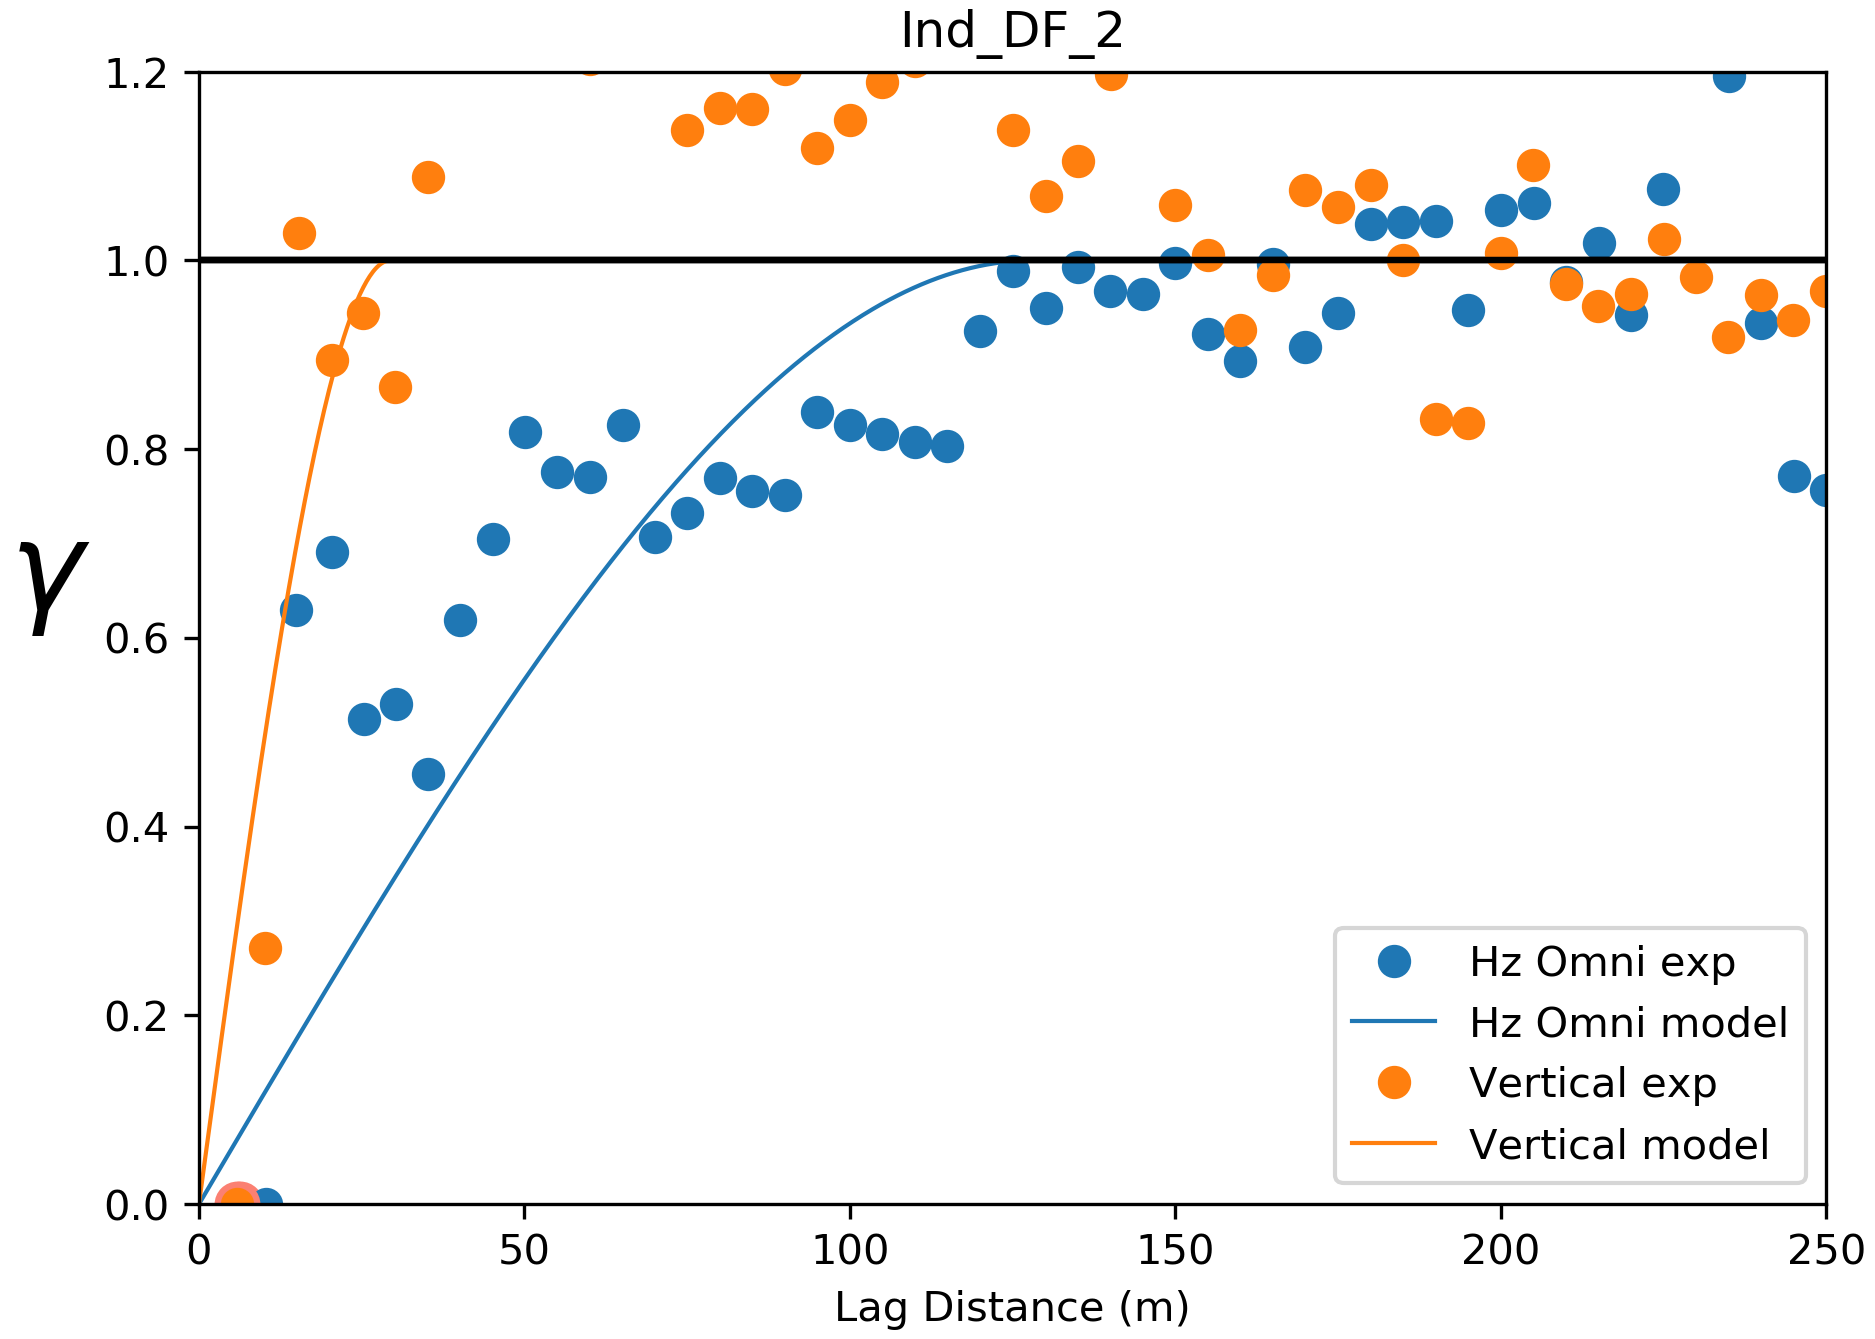 Ind_DF_2
1.2
1.0
0.8
0.6
0.4
0.2
0.0
γ
0 50 100 150 200 250
Lag Distance (m)
Hz Omni exp
Hz Omni model
Vertical exp
Vertical model